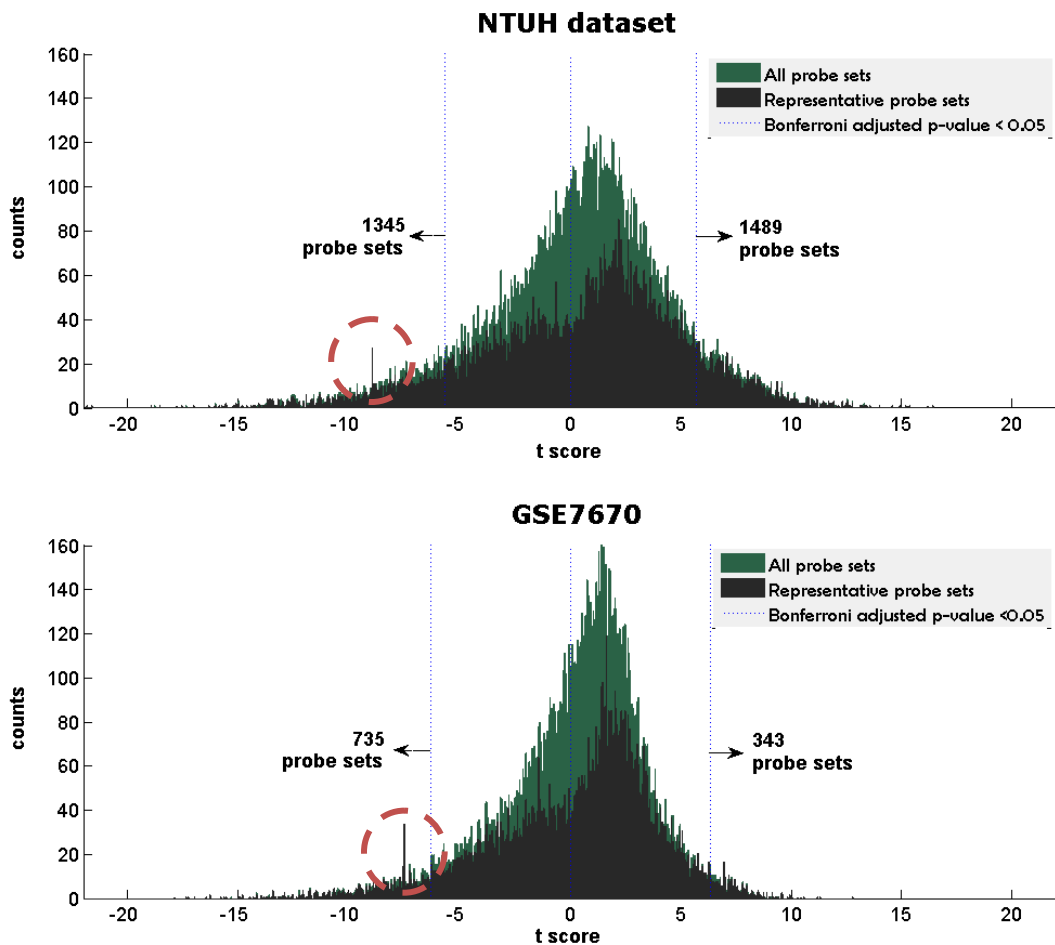 NTUH dataset
160
140
120
100
80
60
40
20
0
counts
All probe sets
Representative probe sets
Bonferroni adjusted p-value < 0.05
1345
probe sets
1489
probe sets
-20
-15
-10
-5
0
5
10
15
20
t score
GSE7670
160
140
120
100
80
60
40
20
0
counts
All probe sets
Representative probe sets
Bonferroni adjusted p-value <0.05
735
probe sets
343
probe sets
-20
-15
-10
-5
0
5
10
15
20
t score